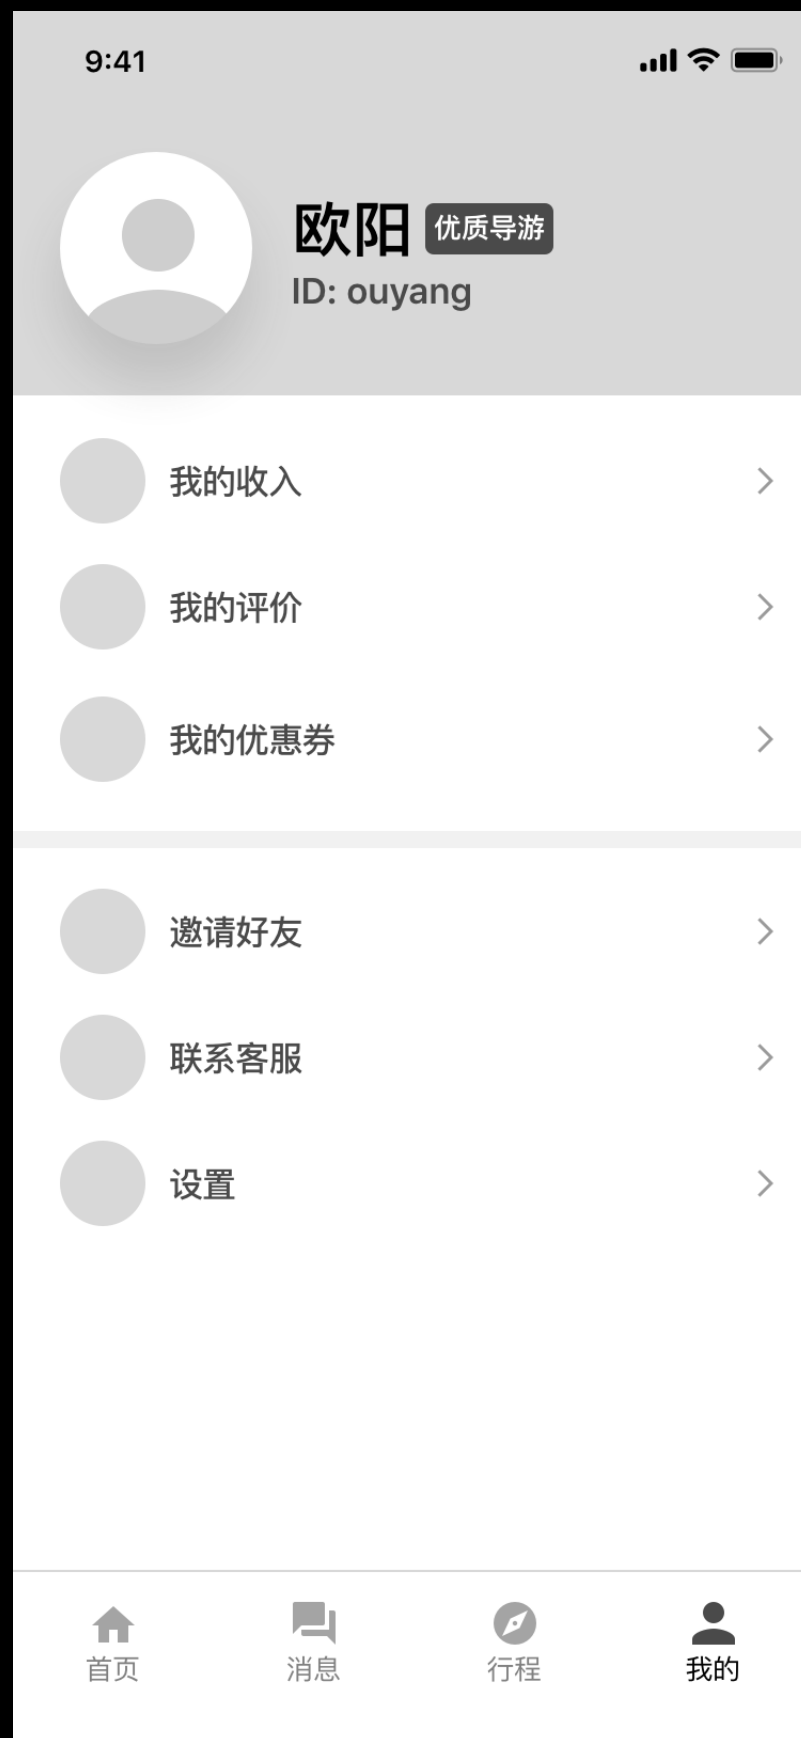 9:41
欧阳 优质导游
ID: ouyang
我的收入
我的评价
我的优惠券
邀请好友
联系客服
设置
首页 消息 行程 我的